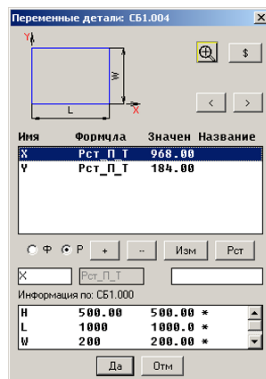 Переменные детали: СБ1.004
Y
W
L
X
$
< >
Имя Формула Значен Название
X Рст_П_Т 968.00
Y Рст_П_Т 184.00
Ф Р + -- Изм Рст
X Рст_П_Т
Информация по: СБ1.000
H 500.00 500.00 *
L 1000 1000.0 *
W 200 200.00 *
Да Отм